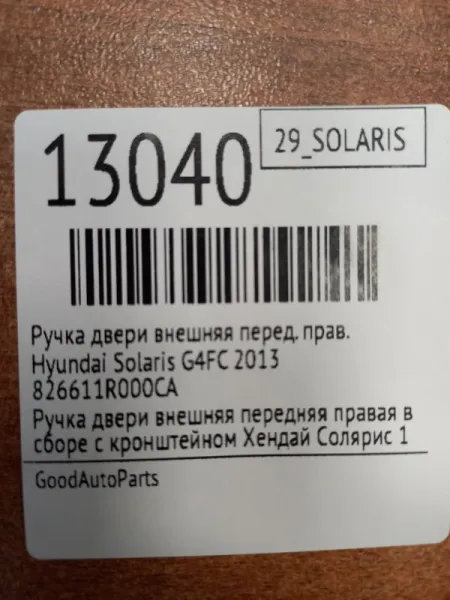 13040
29_SOLARIS
Ручка двери внешняя перед. прав.
Hyundai Solaris G4FC 2013
826611R000CA
Ручка двери внешняя передняя правая в
сборе с кронштейном Хендай Солярис 1
GoodAutoParts